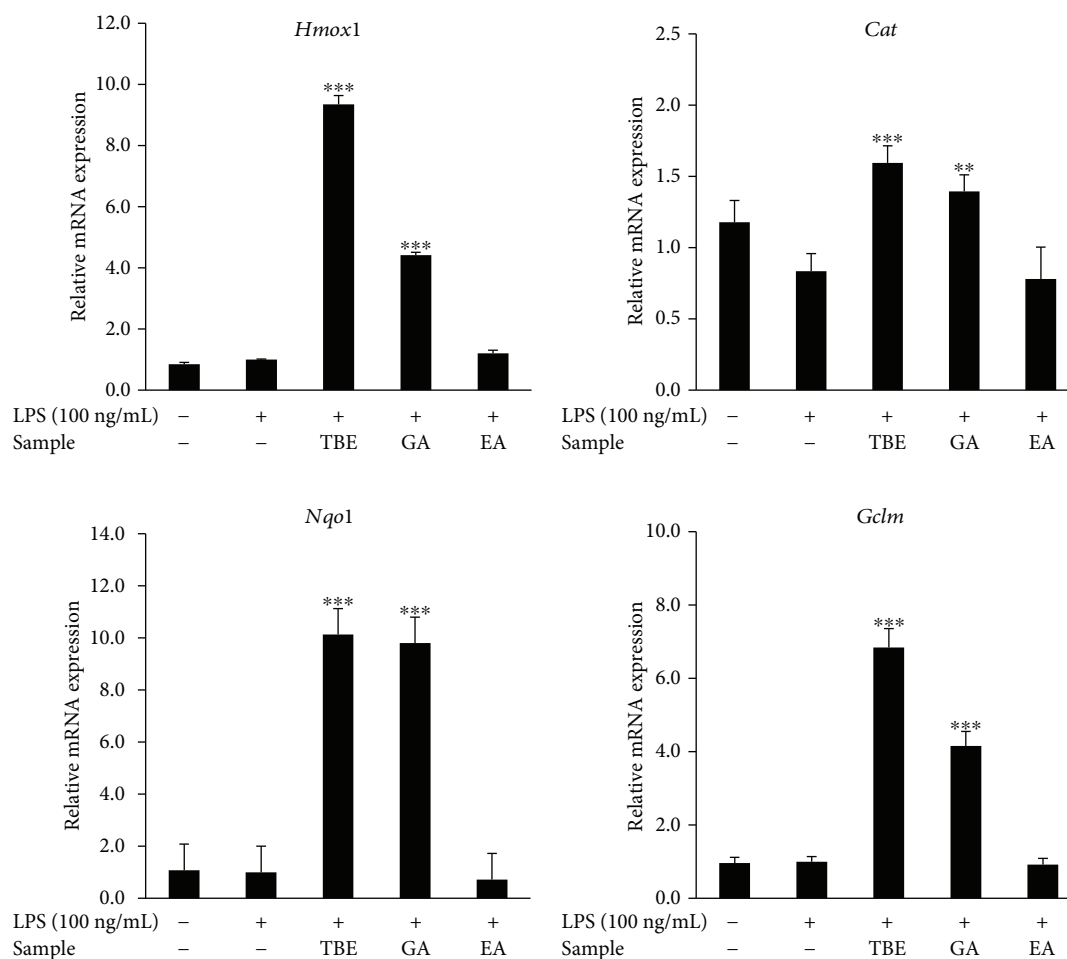 Hmox1
12.0
10.0
8.0
6.0
4.0
2.0
0.0
Relative mRNA expression
***
***
LPS (100 ng/mL) – + + + +
Sample – – TBE GA EA
Cat
2.5
2.0
1.5
1.0
0.5
0.0
Relative mRNA expression
***
**
LPS (100 ng/mL) – + + + +
Sample – – TBE GA EA
Nqo1
14.0
12.0
10.0
8.0
6.0
4.0
2.0
0.0
Relative mRNA expression
***
***
LPS (100 ng/mL) – + + + +
Sample – – TBE GA EA
Gclm
10.0
8.0
6.0
4.0
2.0
0.0
Relative mRNA expression
***
***
LPS (100 ng/mL) – + + + +
Sample – – TBE GA EA